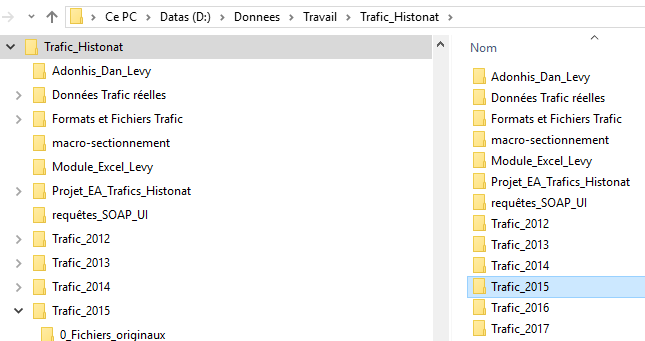 Ce PC > Datas (D:) > Donnees > Travail > Trafic_Histonat >
Trafic_Histonat
Adonhis_Dan_Levy
Données Trafic réelles
Formats et Fichiers Trafic
macro-sectionnement
Module_Excel_Levy
Projet_EA_Trafics_Histonat
requêtes_SOAP_UI
Trafic_2012
Trafic_2013
Trafic_2014
Trafic_2015
0_Fichiers_originaux
Nom
Adonhis_Dan_Levy
Données Trafic réelles
Formats et Fichiers Trafic
macro-sectionnement
Module_Excel_Levy
Projet_EA_Trafics_Histonat
requêtes_SOAP_UI
Trafic_2012
Trafic_2013
Trafic_2014
Trafic_2015
Trafic_2016
Trafic_2017